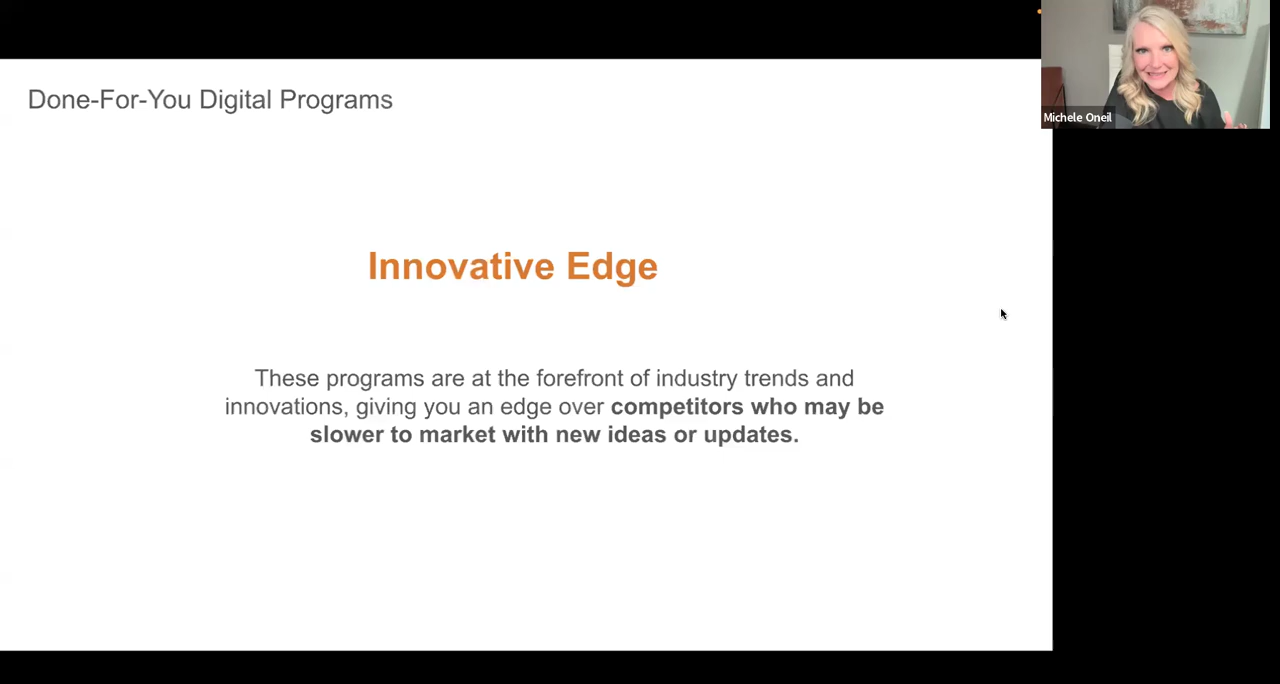 Done-For-You Digital Programs
Michele Oneil
Innovative Edge
These programs are at the forefront of industry trends and
innovations, giving you an edge over competitors who may be
slower to market with new ideas or updates.